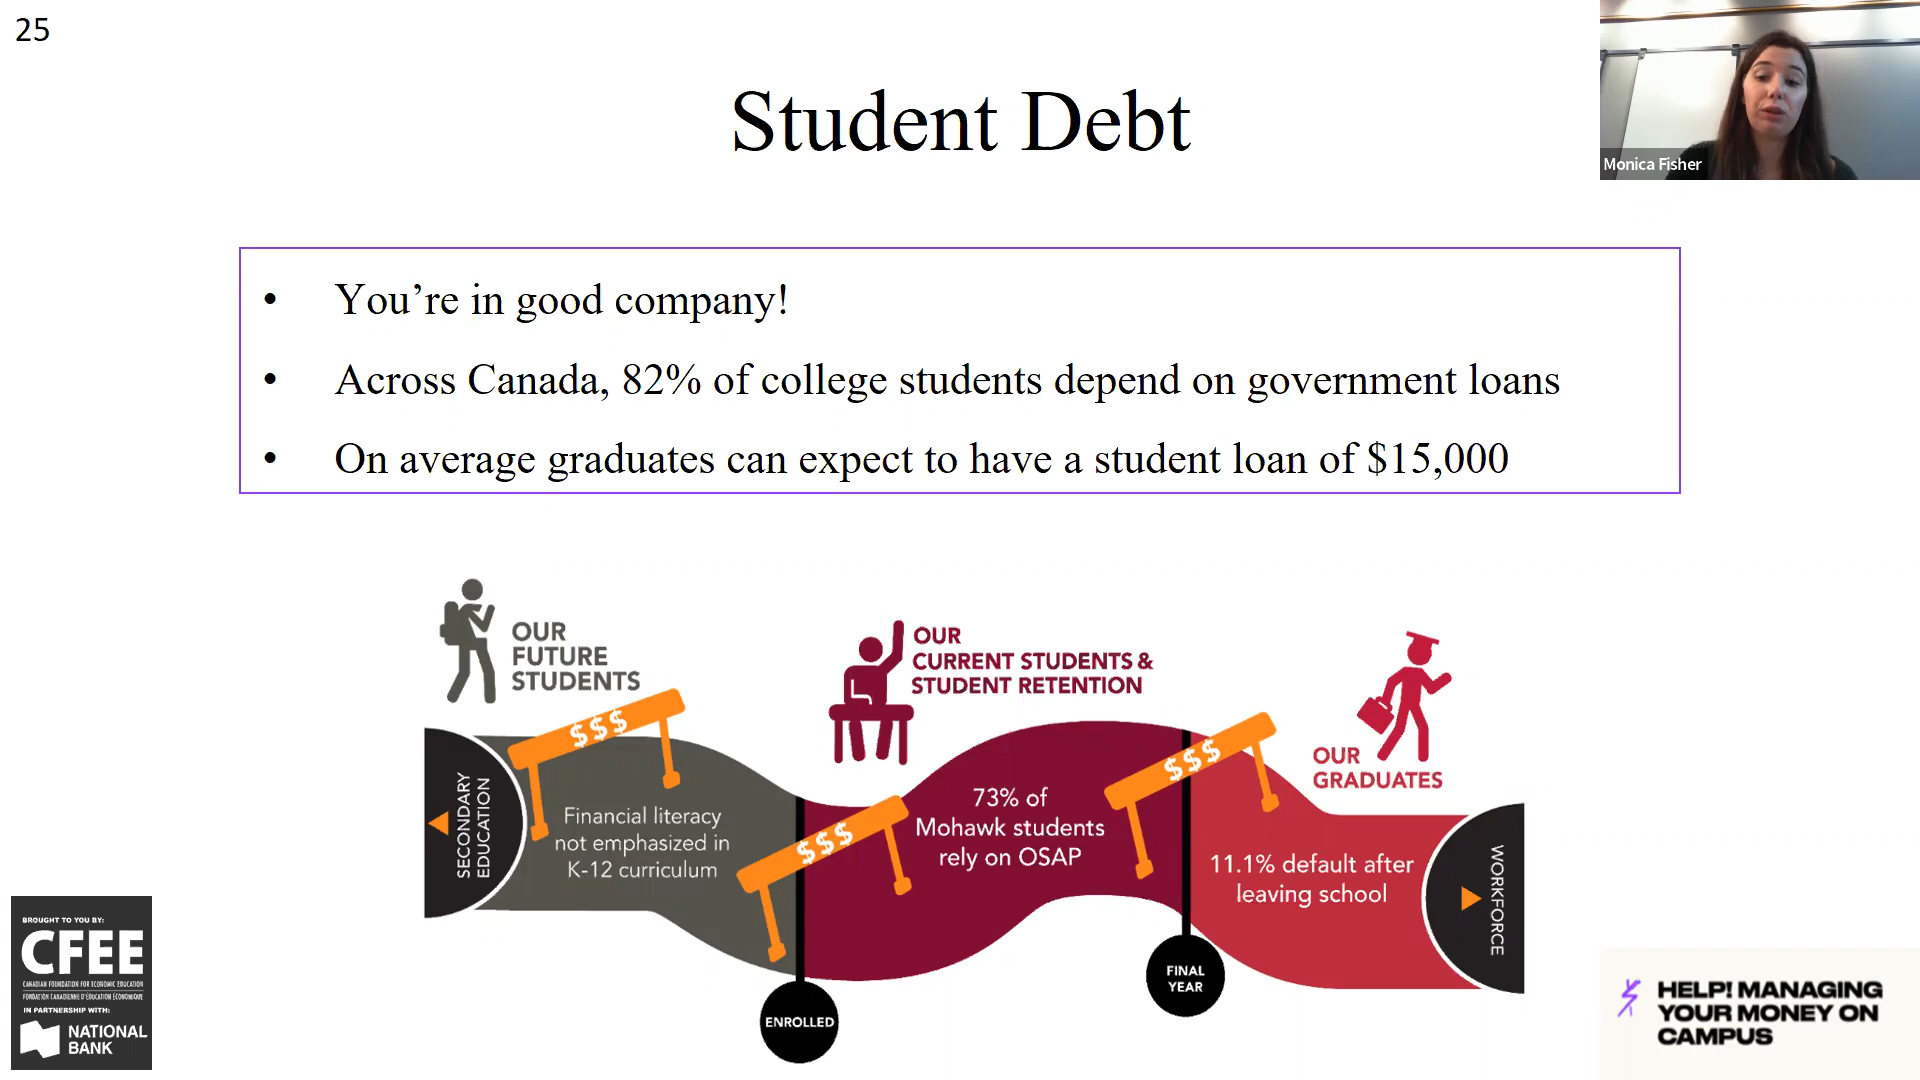 25
Student Debt
Monica Fisher
• You’re in good company!
• Across Canada, 82% of college students depend on government loans
• On average graduates can expect to have a student loan of $15,000
OUR
FUTURE
STUDENTS
OUR
CURRENT STUDENTS &
STUDENT RETENTION
OUR
GRADUATES
$$$
$$$
$$$
SECONDARY
EDUCATION
Financial literacy
not emphasized in
K-12 curriculum
73% of
Mohawk students
rely on OSAP
11.1% default after
leaving school
WORKFORCE
ENROLLED
FINAL
YEAR
BROUGHT TO YOU BY:
CFEE
CANADIAN FOUNDATION FOR ECONOMIC EDUCATION
FONDATION CANADIENNE D'ÉDUCATION ÉCONOMIQUE
IN PARTNERSHIP WITH:
NATIONAL
BANK
HELP! MANAGING
YOUR MONEY ON
CAMPUS